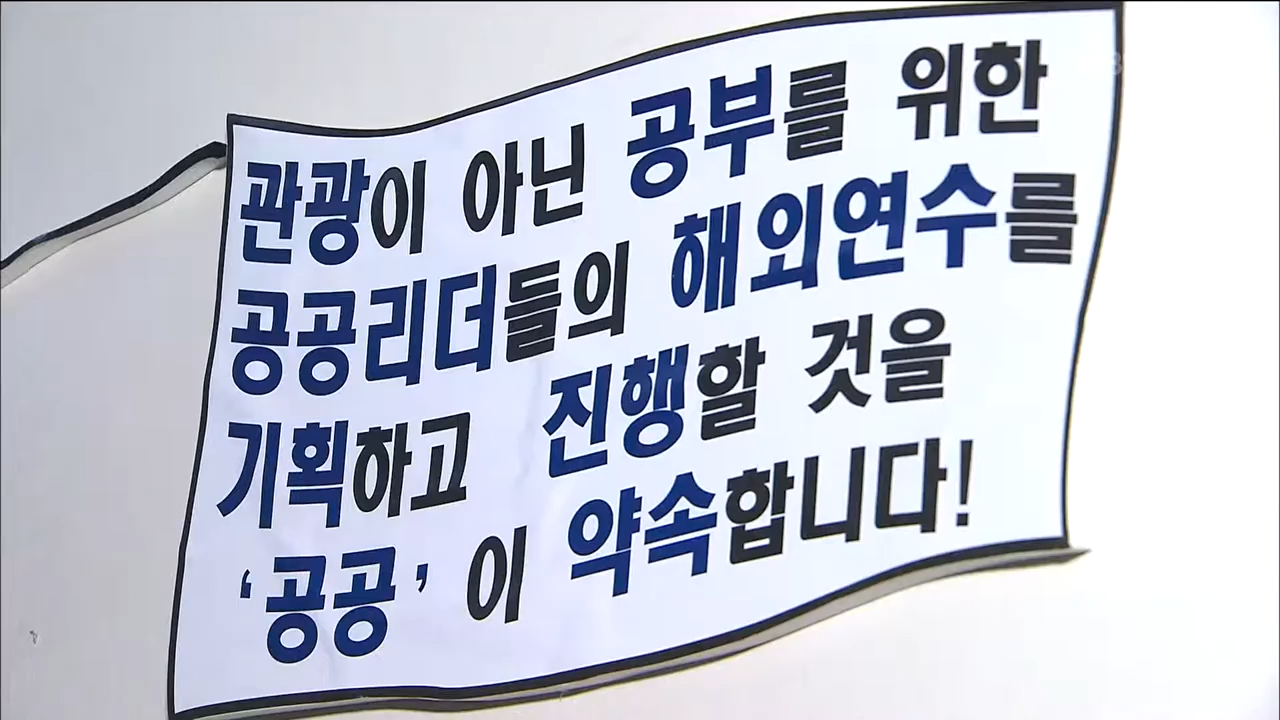 관광이 아닌 공부를 위한
공공리더들의 해외연수를
기획하고 진행할 것을
‘공공’ 이 약속합니다!